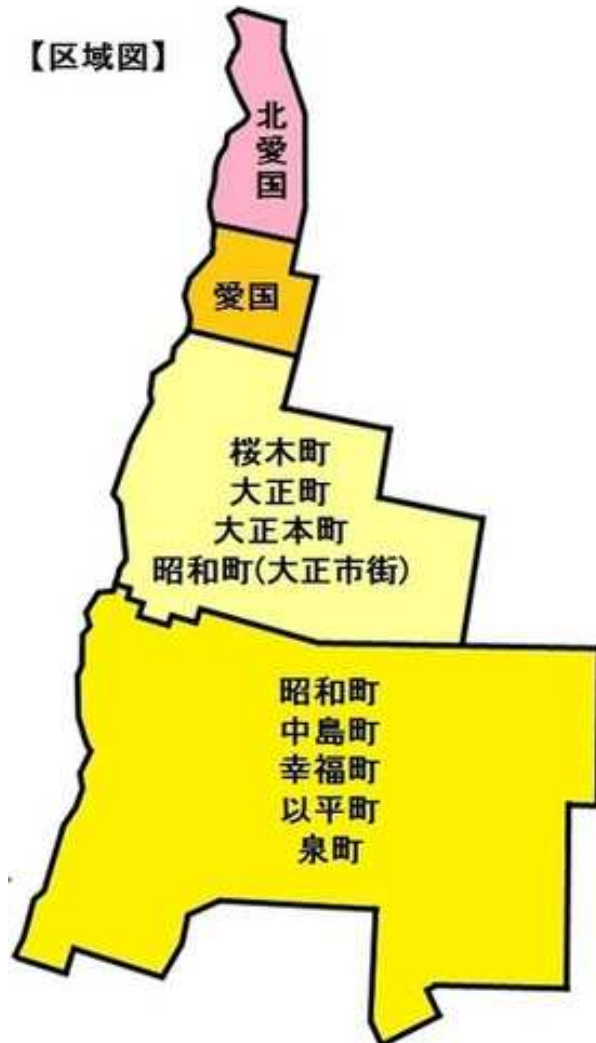 【区域図】
北愛国
愛国
桜木町
大正町
大正本町
昭和町(大正市街)
昭和町
中島町
幸福町
以平町
泉町